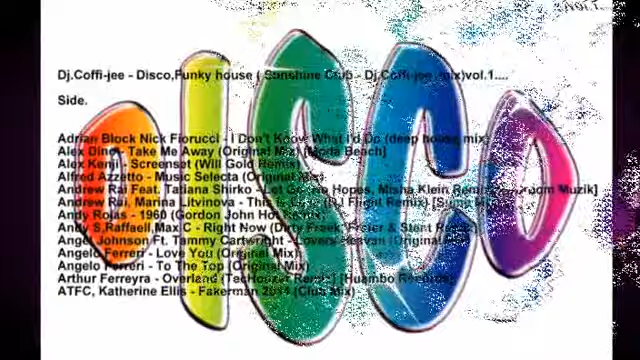 DISCO
Dj.Coffi-jee - Disco,Funky house ( Sunshine Club - Dj.Coffi-jee mix)vol.1....
Side.
Adrian Block Nick Fiorucci - I Don't Know What I'd Do (deep house mix)
Alex Dinoi- Take Me Away (Original Mix) [Moda Beach]
Alex Kenji - Screenset (Will Gold Remix)
Alfred Azzetto - Music Selecta (Original Mix)
Andrew Rai Feat. Tatiana Shirko - Let Go The Hopes, Misha Klein Remix Muzik]
Andrew Rai, Marina Litvinova - This Is Love (RJ Flight Remix)
Andy Rojas - 1960 (Gordon John Hot Remix)
Andy S,Raffaell,Max C - Right Now (Dirty Freek, Freier & Stent Remix)
Angel Johnson Ft. Tammy Cartwright - Lovers Heaven (Original Mix)
Angelo Ferreri - Love You (Original Mix)
Angelo Ferreri - To The Top (Original Mix)
Arthur Ferreyra - Overland (TecHouzer Remix) [Huambo Records]
ATFC, Katherine Ellis - Fakerman 2011 (Club Mix)